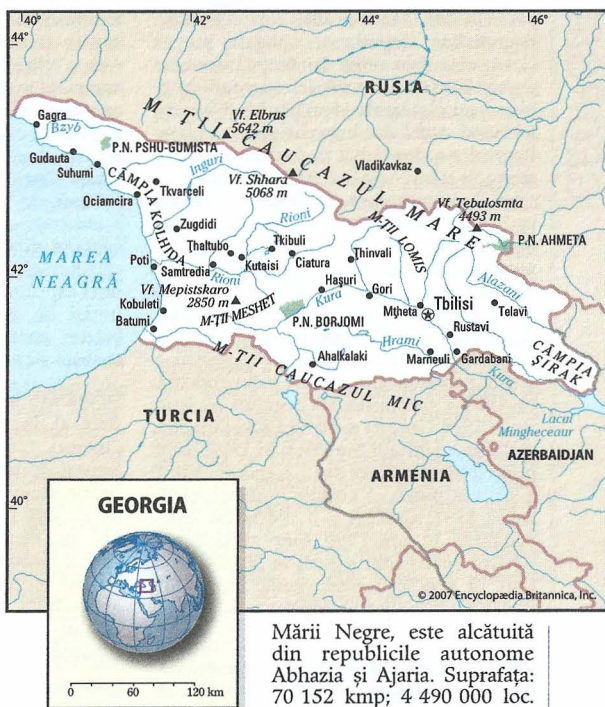 40°
42°
44°
46°
44°
RUSIA
M-ȚII CAUCAZUL MARE
Vf. Elbrus
5642 m
Gagra
Bzyb
P.N. PSHU-GUMISTA
Gudauta
Suhumi
Inguri
Vladikavkaz
Vf. Shhara
5068 m
CÂMPIA KOLHIDA
Tkvarceli
Ociamcira
Vf. Tebulosmta
4493 m
Rioni
M-ȚII LOMIS
P.N. AHMETA
Zugdidi
Țhaltubo
Tkibuli
Thinvali
MAREA
NEAGRĂ
42°
Poti
Samtredia
Kutaisi
Ciatura
42°
Rioni
Hașuri
Gori
Alazani
Vf. Mepistskaro
2850 m
Kura
Tbilisi
Telavi
Kobuleti
M-ȚII MESHET
Mțheta
Batumi
P.N. BORJOMI
Rustavi
Hrami
CÂMPIA
ȘIRAK
Ahalkalaki
Marneuli
Gardabani
M-ȚII CAUCAZUL MIC
Kura
TURCIA
Lacul
Mingheceaur
AZERBAIDJAN
ARMENIA
40°
40°
GEORGIA
© 2007 Encyclopædia Britannica, Inc.
0 60 120 km
Mării Negre, este alcătuită
din republicile autonome
Abhazia și Ajaria. Suprafața:
70 152 kmp; 4 490 000 loc.